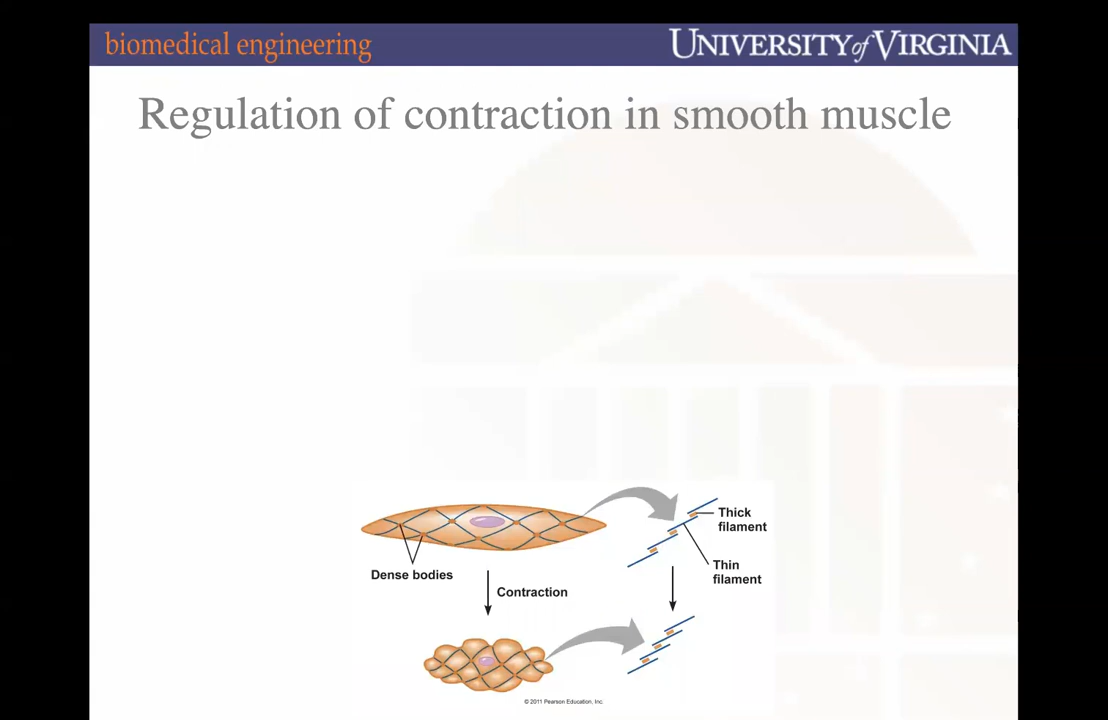 biomedical engineering
UNIVERSITY of VIRGINIA
Regulation of contraction in smooth muscle
Thick
filament
Thin
filament
Dense bodies
Contraction
© 2011 Pearson Education, Inc.